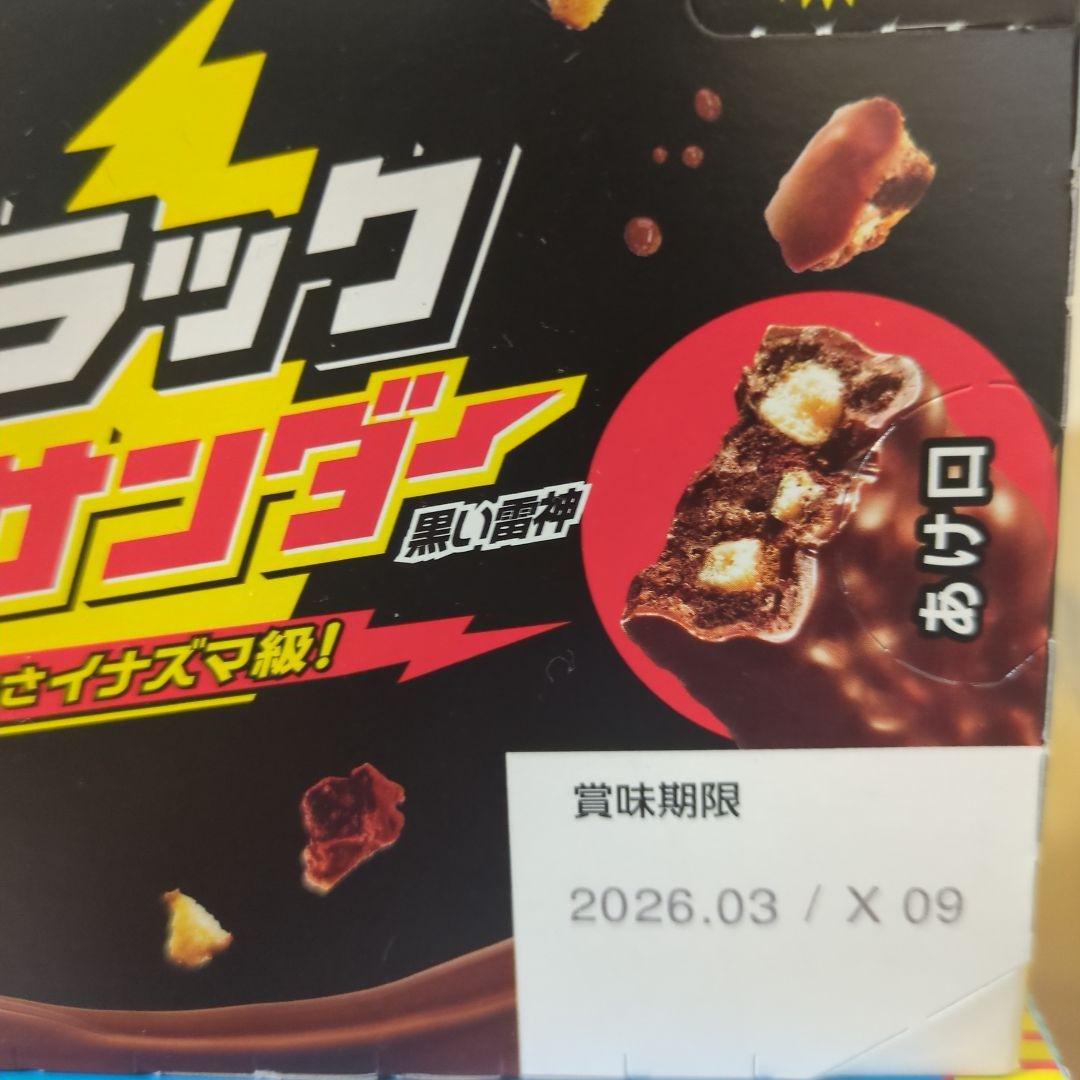 ラック
サンダー
黒い雷神
さイナズマ級!
あけ口
賞味期限
2026.03 / X 09